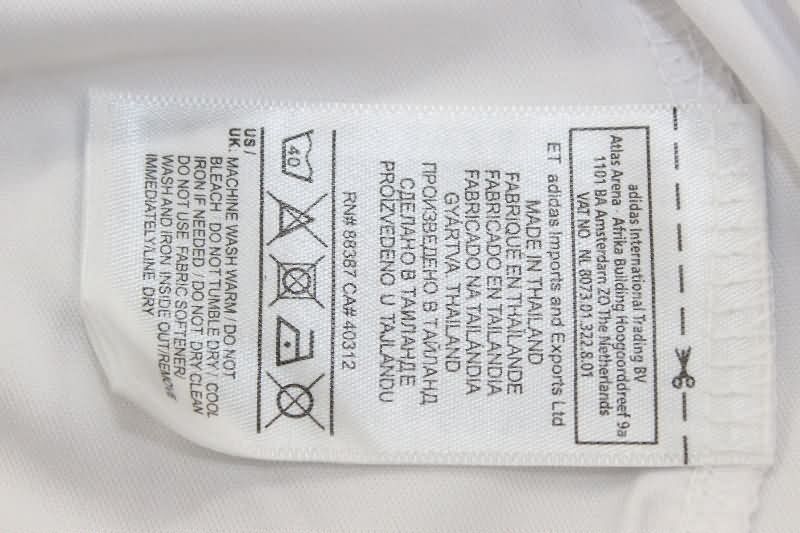 adidas International Trading BV
Atlas Arena - Afrika Building Hoogoorddreef 9a
1101 BA Amsterdam ZO The Netherlands
VAT NO. NL 8073.01.322.B.01
ET adidas Imports and Exports Ltd
MADE IN THAILAND
FABRIQUÉ EN THAILANDE
FABRICADO EN TAILANDIA
FABRICADO NA TAILÂNDIA
GYÁRTVA THAILAND
ПРОИЗВЕДЕНО В ТАЙЛАНД
СДЕЛАНО В ТАИЛАНДЕ
PROIZVEDENO U TAJLANDU
RN# 88387 CA# 40312
40
US /
UK: MACHINE WASH WARM / DO NOT
BLEACH / DO NOT TUMBLE DRY / COOL
IRON IF NEEDED / DO NOT DRY CLEAN
DO NOT USE FABRIC SOFTENER/
WASH AND IRON INSIDE OUT/REMOVE
IMMEDIATELY/LINE DRY